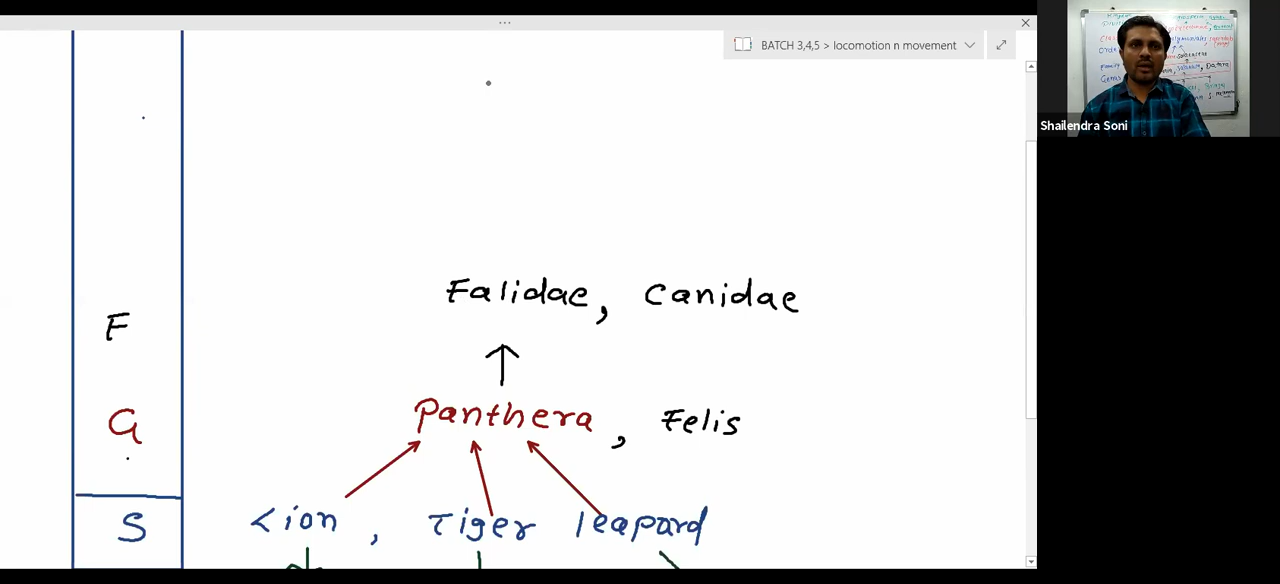 BATCH 3,4,5 > locomotion n movement
Shailendra Soni
Falidae, Canidae
F
Panthera, Felis
G
S
Lion, Tiger leapard